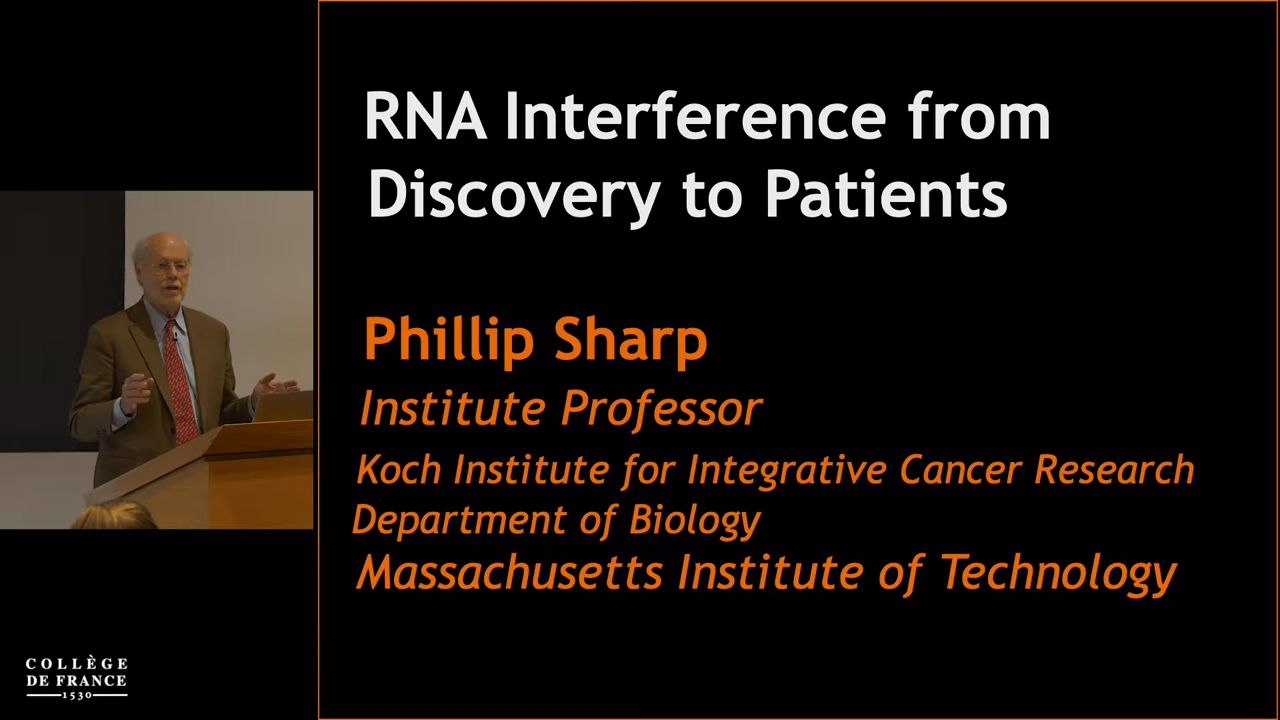 RNA Interference from
Discovery to Patients
Phillip Sharp
Institute Professor
Koch Institute for Integrative Cancer Research
Department of Biology
Massachusetts Institute of Technology
COLLÈGE
DE FRANCE
1530